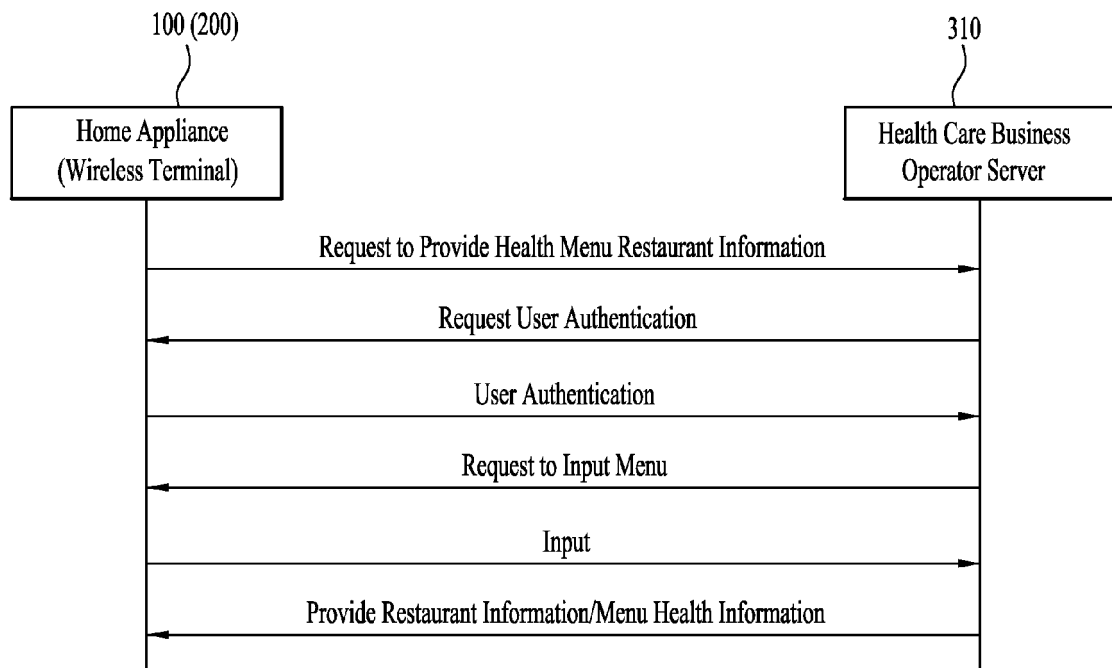 100 (200)
310
Home Appliance
(Wireless Terminal)
Health Care Business
Operator Server
Request to Provide Health Menu Restaurant Information
Request User Authentication
User Authentication
Request to Input Menu
Input
Provide Restaurant Information/Menu Health Information